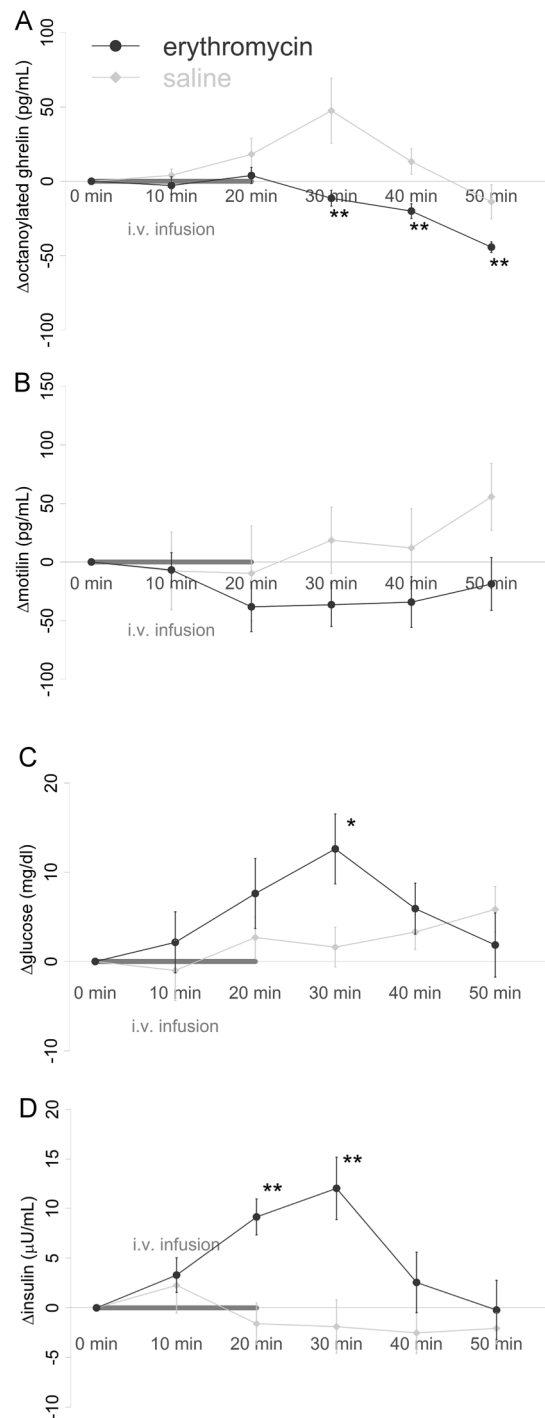 A
erythromycin
saline
Δoctanoylated ghrelin (pg/mL)
100
50
0
-50
-100
0 min 10 min 20 min 30 min 40 min 50 min
i.v. infusion
** ** **
B
Δmotilin (pg/mL)
150
100
50
0
-50
-100
0 min 10 min 20 min 30 min 40 min 50 min
i.v. infusion
C
Δglucose (mg/dl)
20
10
0
-10
*
0 min 10 min 20 min 30 min 40 min 50 min
i.v. infusion
D
Δinsulin (μU/mL)
20
15
10
5
0
-5
-10
** **
i.v. infusion
0 min 10 min 20 min 30 min 40 min 50 min